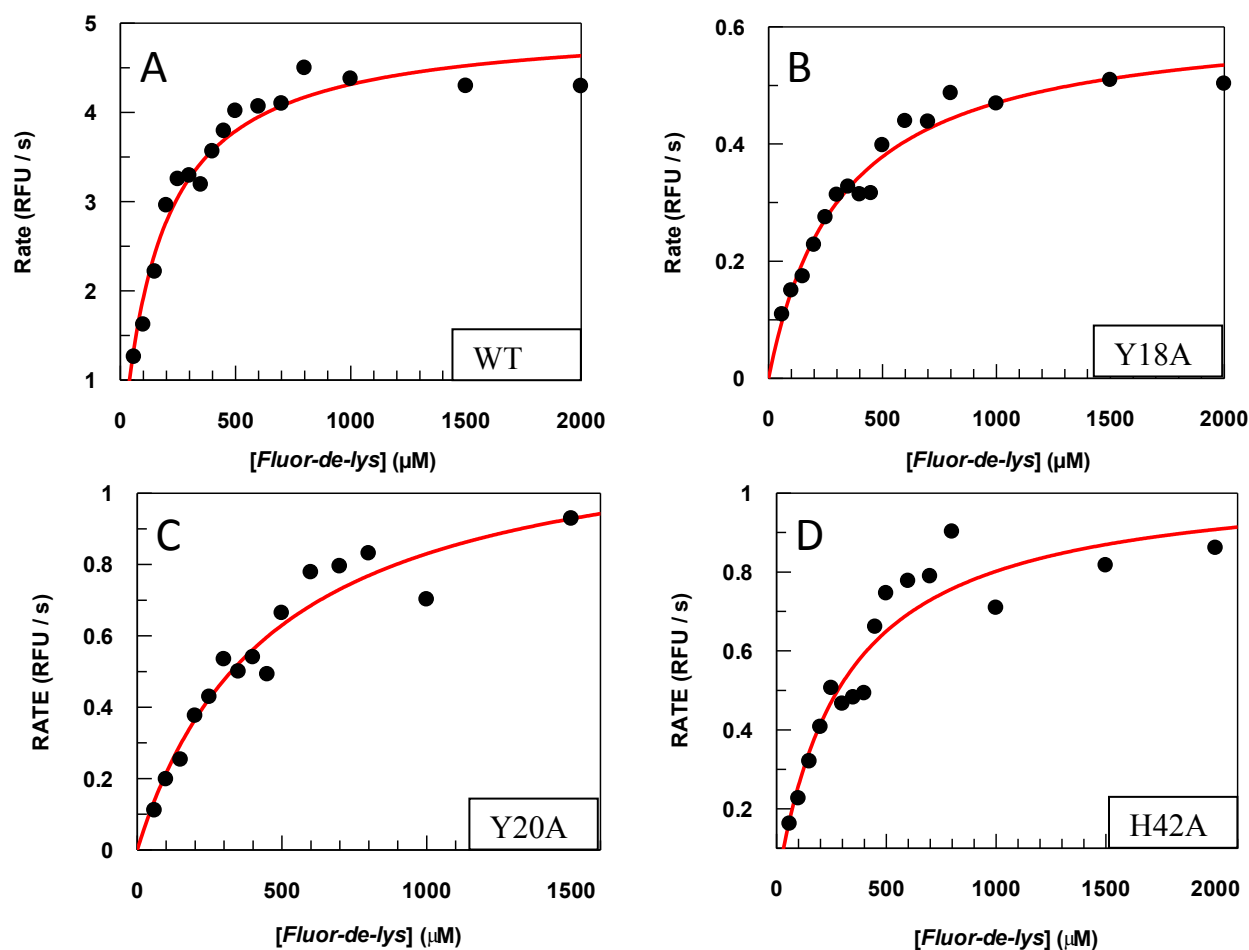 A
Rate (RFU / s)
5
4
3
2
1
0 500 1000 1500 2000
[Fluor-de-lys] (µM)
WT
B
Rate (RFU / s)
0.6
0.4
0.2
0
0 500 1000 1500 2000
[Fluor-de-lys] (µM)
Y18A
C
RATE (RFU / s)
1
0.8
0.6
0.4
0.2
0
0 500 1000 1500
[Fluor-de-lys] (µM)
Y20A
D
RATE (RFU / s)
1
0.8
0.6
0.4
0.2
0 500 1000 1500 2000
[Fluor-de-lys] (µM)
H42A